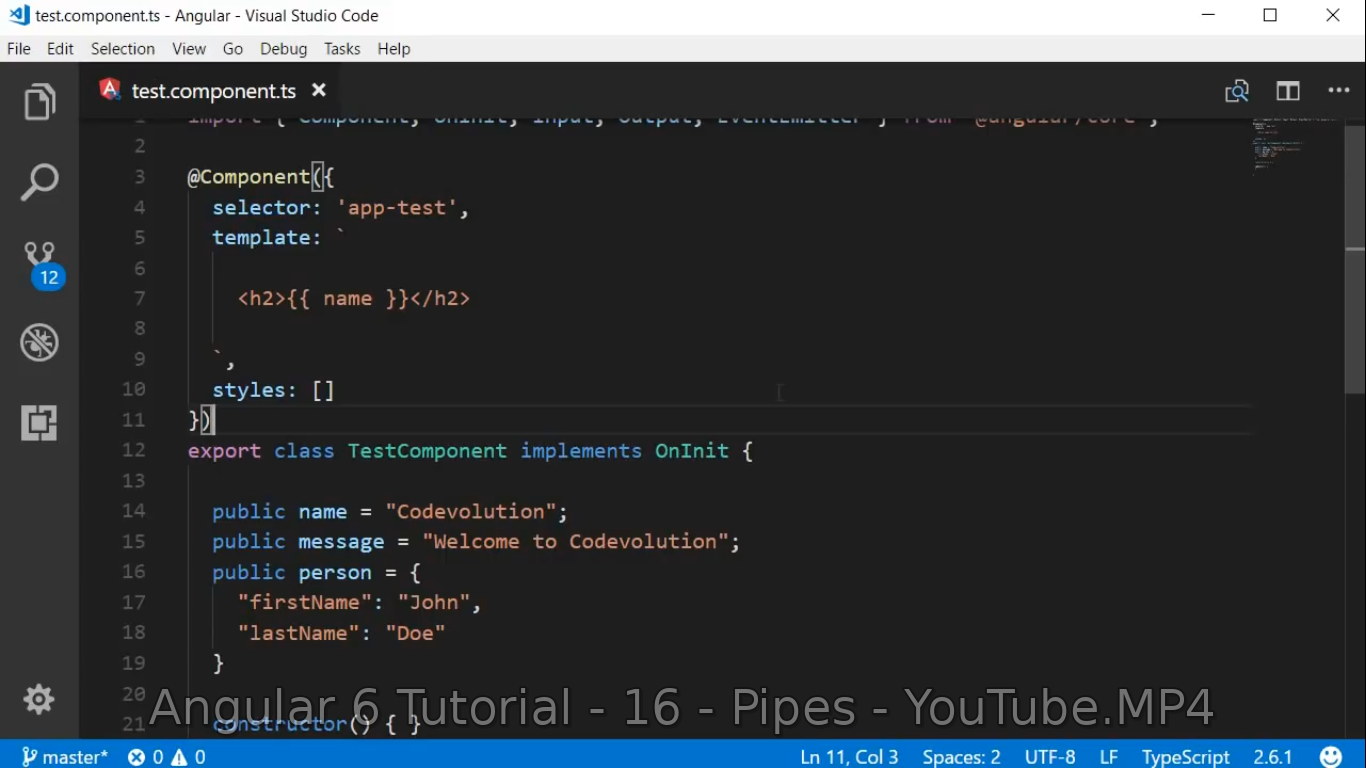 test.component.ts - Angular - Visual Studio Code
File Edit Selection View Go Debug Tasks Help
test.component.ts
1 import { Component, OnInit, Input, Output, EventEmitter } from '@angular/core';
2
3 @Component({
4 selector: 'app-test',
5 template: `
6
7 <h2>{{ name }}</h2>
8
9 `,
10 styles: []
11 })
12 export class TestComponent implements OnInit {
13
14 public name = "Codevolution";
15 public message = "Welcome to Codevolution";
16 public person = {
17 "firstName": "John",
18 "lastName": "Doe"
19 }
20
21 constructor() { }
Angular 6 Tutorial - 16 - Pipes - YouTube.MP4
12
master* 0 0 Ln 11, Col 3 Spaces: 2 UTF-8 LF TypeScript 2.6.1